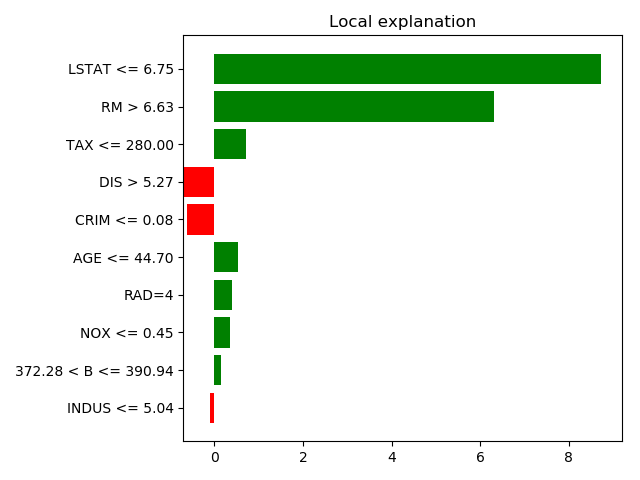 Local explanation
LSTAT <= 6.75
RM > 6.63
TAX <= 280.00
DIS > 5.27
CRIM <= 0.08
AGE <= 44.70
RAD=4
NOX <= 0.45
372.28 < B <= 390.94
INDUS <= 5.04
0 2 4 6 8